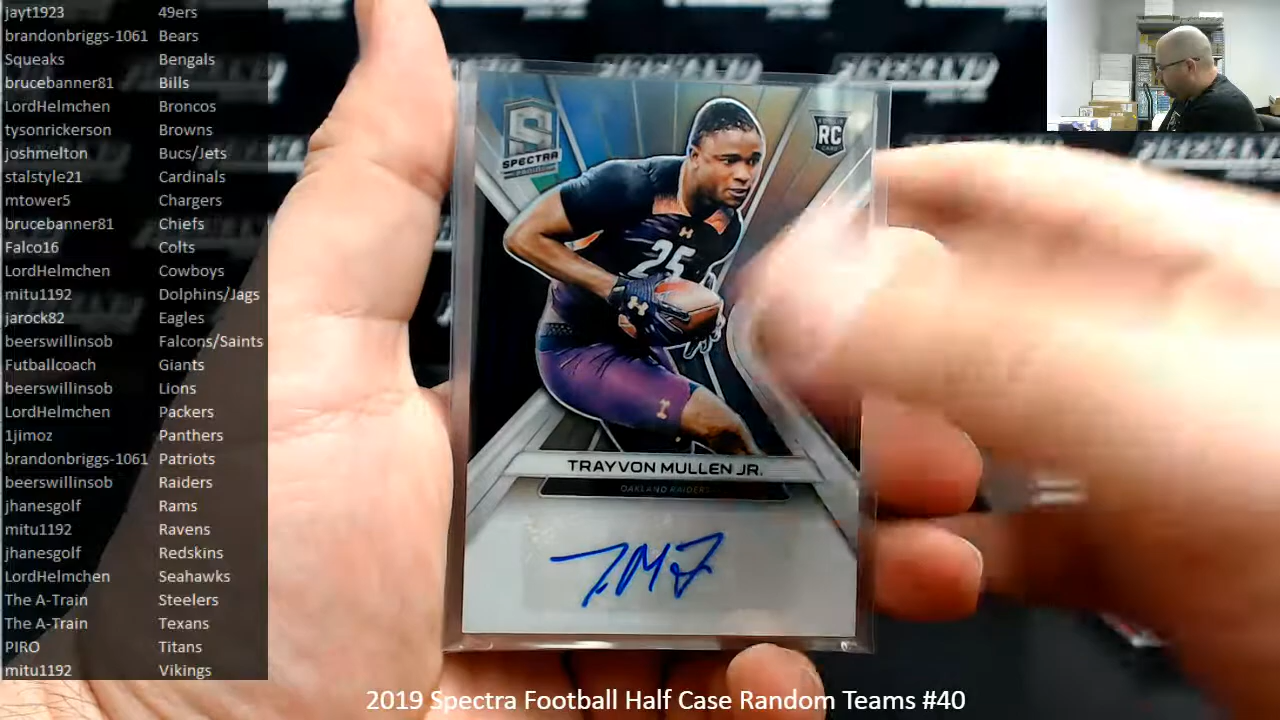 jayt1923 49ers
brandonbriggs-1061 Bears
Squeaks Bengals
brucebanner81 Bills
LordHelmchen Broncos
tysonrickerson Browns
joshmelton Bucs/Jets
stalstyle21 Cardinals
mtower5 Chargers
brucebanner81 Chiefs
Falco16 Colts
LordHelmchen Cowboys
mitu1192 Dolphins/Jags
jarock82 Eagles
beerswillinsob Falcons/Saints
Futballcoach Giants
beerswillinsob Lions
LordHelmchen Packers
1jimoz Panthers
brandonbriggs-1061 Patriots
beerswillinsob Raiders
jhanesgolf Rams
mitu1192 Ravens
jhanesgolf Redskins
LordHelmchen Seahawks
The A-Train Steelers
The A-Train Texans
PIRO Titans
mitu1192 Vikings
S
SPECTRA
PANINI
RC
25
TRAYVON MULLEN JR.
OAKLAND RAIDERS
2019 Spectra Football Half Case Random Teams #40